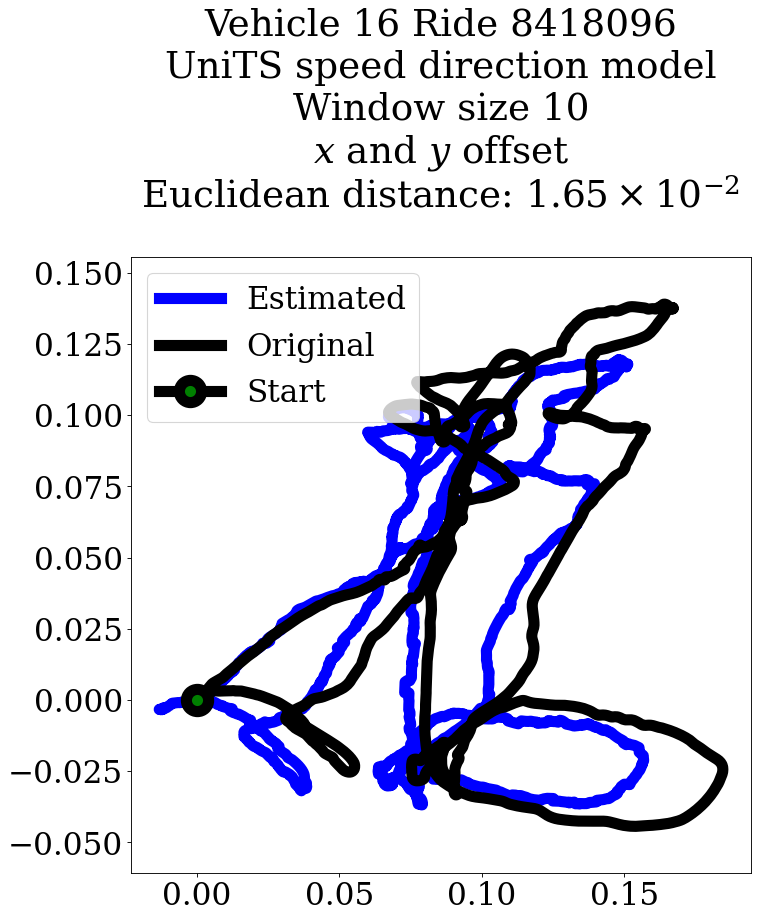 Vehicle 16 Ride 8418096
UniTS speed direction model
Window size 10
x and y offset
Euclidean distance: 1.65 × 10⁻²
0.150
Estimated
0.125
Original
Start
0.100
0.075
0.050
0.025
0.000
−0.025
−0.050
0.00 0.05 0.10 0.15